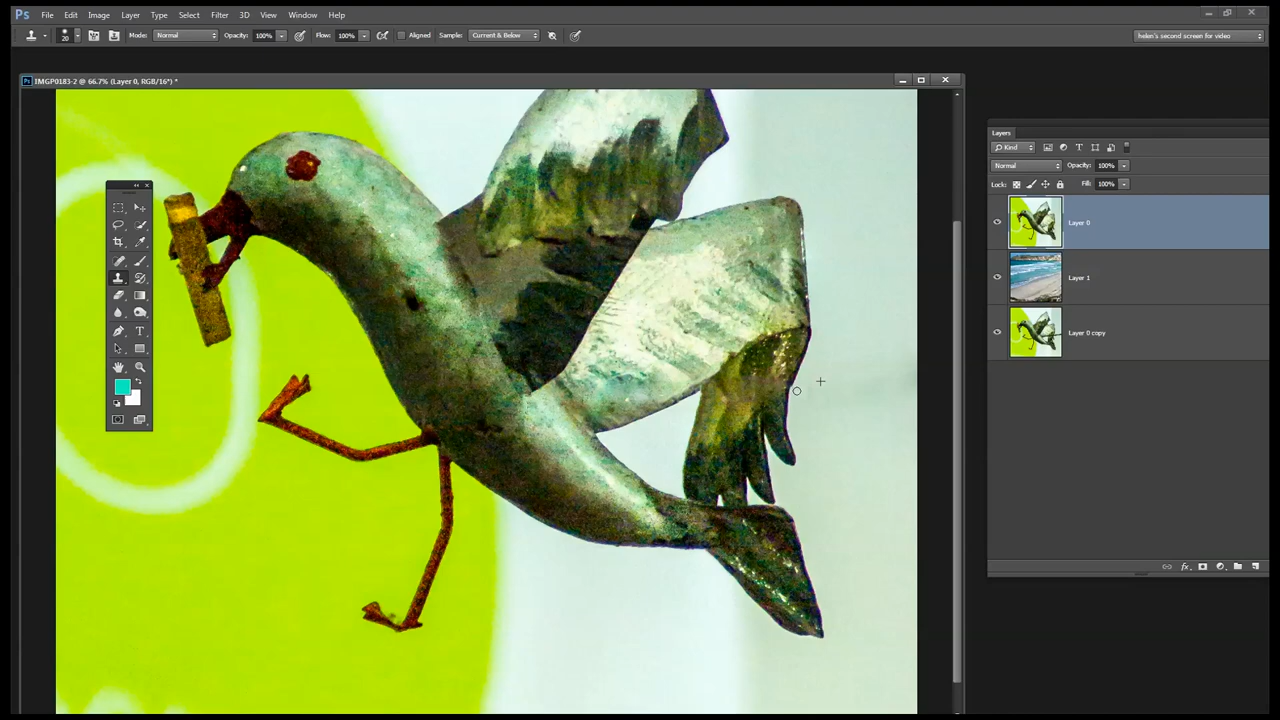 Ps File Edit Image Layer Type Select Filter 3D View Window Help
20 Mode: Normal Opacity: 100% Flow: 100% Aligned Sample: Current & Below helen's second screen for video
Ps IMGP0183-2 @ 66.7% (Layer 0, RGB/16*) *
Layers
Kind
Normal Opacity: 100%
Lock: Fill: 100%
Layer 0
Layer 1
Layer 0 copy